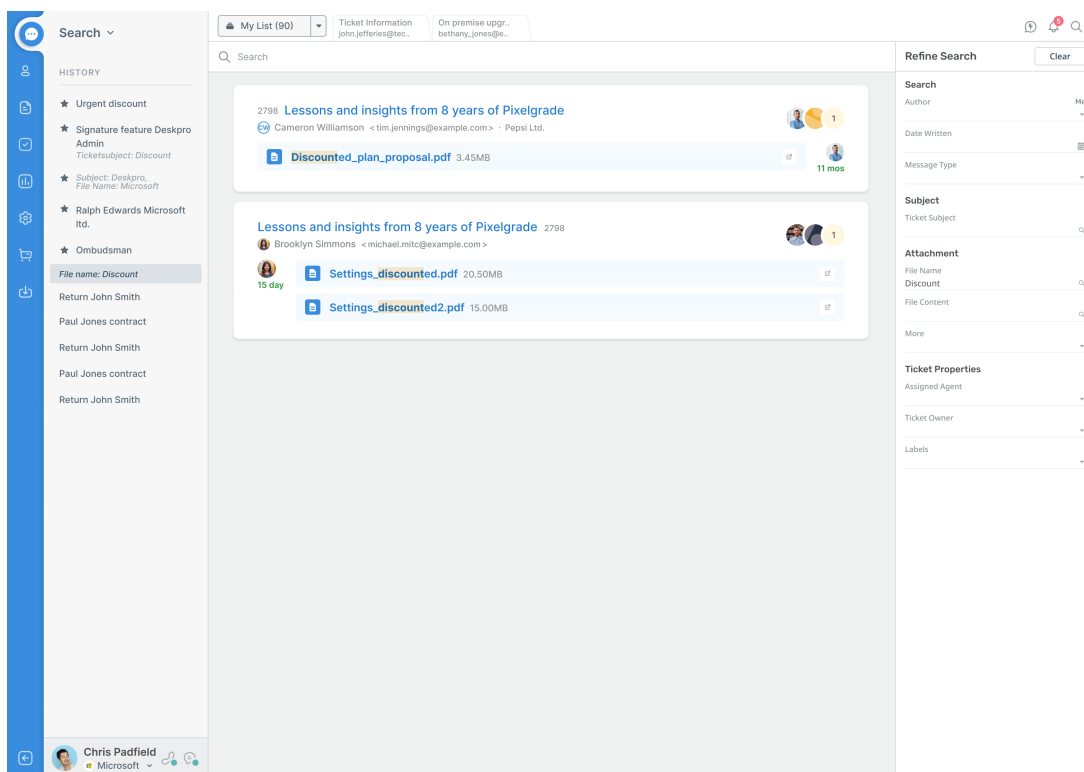 Search
HISTORY
Urgent discount
Signature feature Deskpro
Admin
Ticketsubject: Discount
Subject: Deskpro,
File Name: Microsoft
Ralph Edwards Microsoft
ltd.
Ombudsman
File name: Discount
Return John Smith
Paul Jones contract
Return John Smith
Paul Jones contract
Return John Smith
Chris Padfield
Microsoft
My List (90)
Ticket Information
john.jefferies@tec..
On premise upgr..
bethany_jones@e..
5
Search
2798 Lessons and insights from 8 years of Pixelgrade
CW Cameron Williamson <tim.jennings@example.com> · Pepsi Ltd.
1
Discounted_plan_proposal.pdf 3.45MB
11 mos
Lessons and insights from 8 years of Pixelgrade 2798
Brooklyn Simmons <michael.mitc@example.com>
1
15 day
Settings_discounted.pdf 20.50MB
Settings_discounted2.pdf 15.00MB
Refine Search
Clear
Search
Author
Me
Date Written
Message Type
Subject
Ticket Subject
Attachment
File Name
Discount
File Content
More
Ticket Properties
Assigned Agent
Ticket Owner
Labels